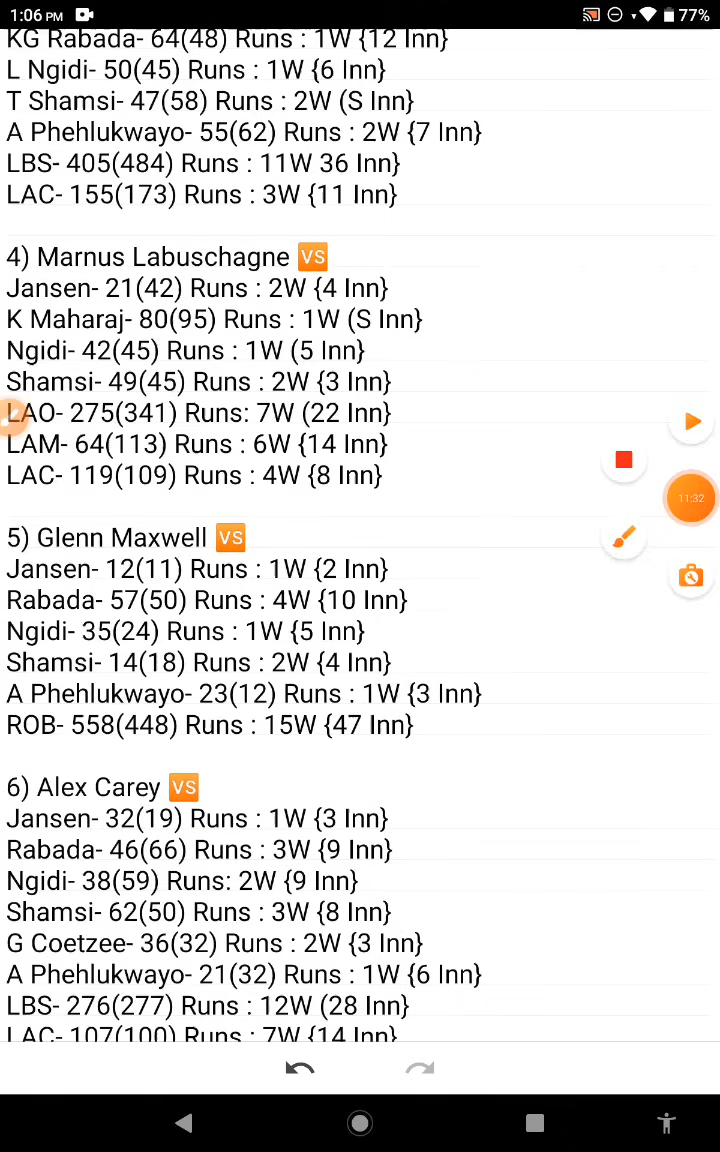 1:06 PM 77%
KG Rabada- 64(48) Runs : 1W {12 Inn}
L Ngidi- 50(45) Runs : 1W {6 Inn}
T Shamsi- 47(58) Runs : 2W (S Inn}
A Phehlukwayo- 55(62) Runs : 2W {7 Inn}
LBS- 405(484) Runs : 11W 36 Inn}
LAC- 155(173) Runs : 3W {11 Inn}
4) Marnus Labuschagne VS
Jansen- 21(42) Runs : 2W {4 Inn}
K Maharaj- 80(95) Runs : 1W (S Inn}
Ngidi- 42(45) Runs : 1W (5 Inn}
Shamsi- 49(45) Runs : 2W {3 Inn}
LAO- 275(341) Runs: 7W (22 Inn}
LAM- 64(113) Runs : 6W {14 Inn}
LAC- 119(109) Runs : 4W {8 Inn}
11:32
5) Glenn Maxwell VS
Jansen- 12(11) Runs : 1W {2 Inn}
Rabada- 57(50) Runs : 4W {10 Inn}
Ngidi- 35(24) Runs : 1W {5 Inn}
Shamsi- 14(18) Runs : 2W {4 Inn}
A Phehlukwayo- 23(12) Runs : 1W {3 Inn}
ROB- 558(448) Runs : 15W {47 Inn}
6) Alex Carey VS
Jansen- 32(19) Runs : 1W {3 Inn}
Rabada- 46(66) Runs : 3W {9 Inn}
Ngidi- 38(59) Runs: 2W {9 Inn}
Shamsi- 62(50) Runs : 3W {8 Inn}
G Coetzee- 36(32) Runs : 2W {3 Inn}
A Phehlukwayo- 21(32) Runs : 1W {6 Inn}
LBS- 276(277) Runs : 12W (28 Inn}
LAC- 107(100) Runs : 7W {14 Inn}